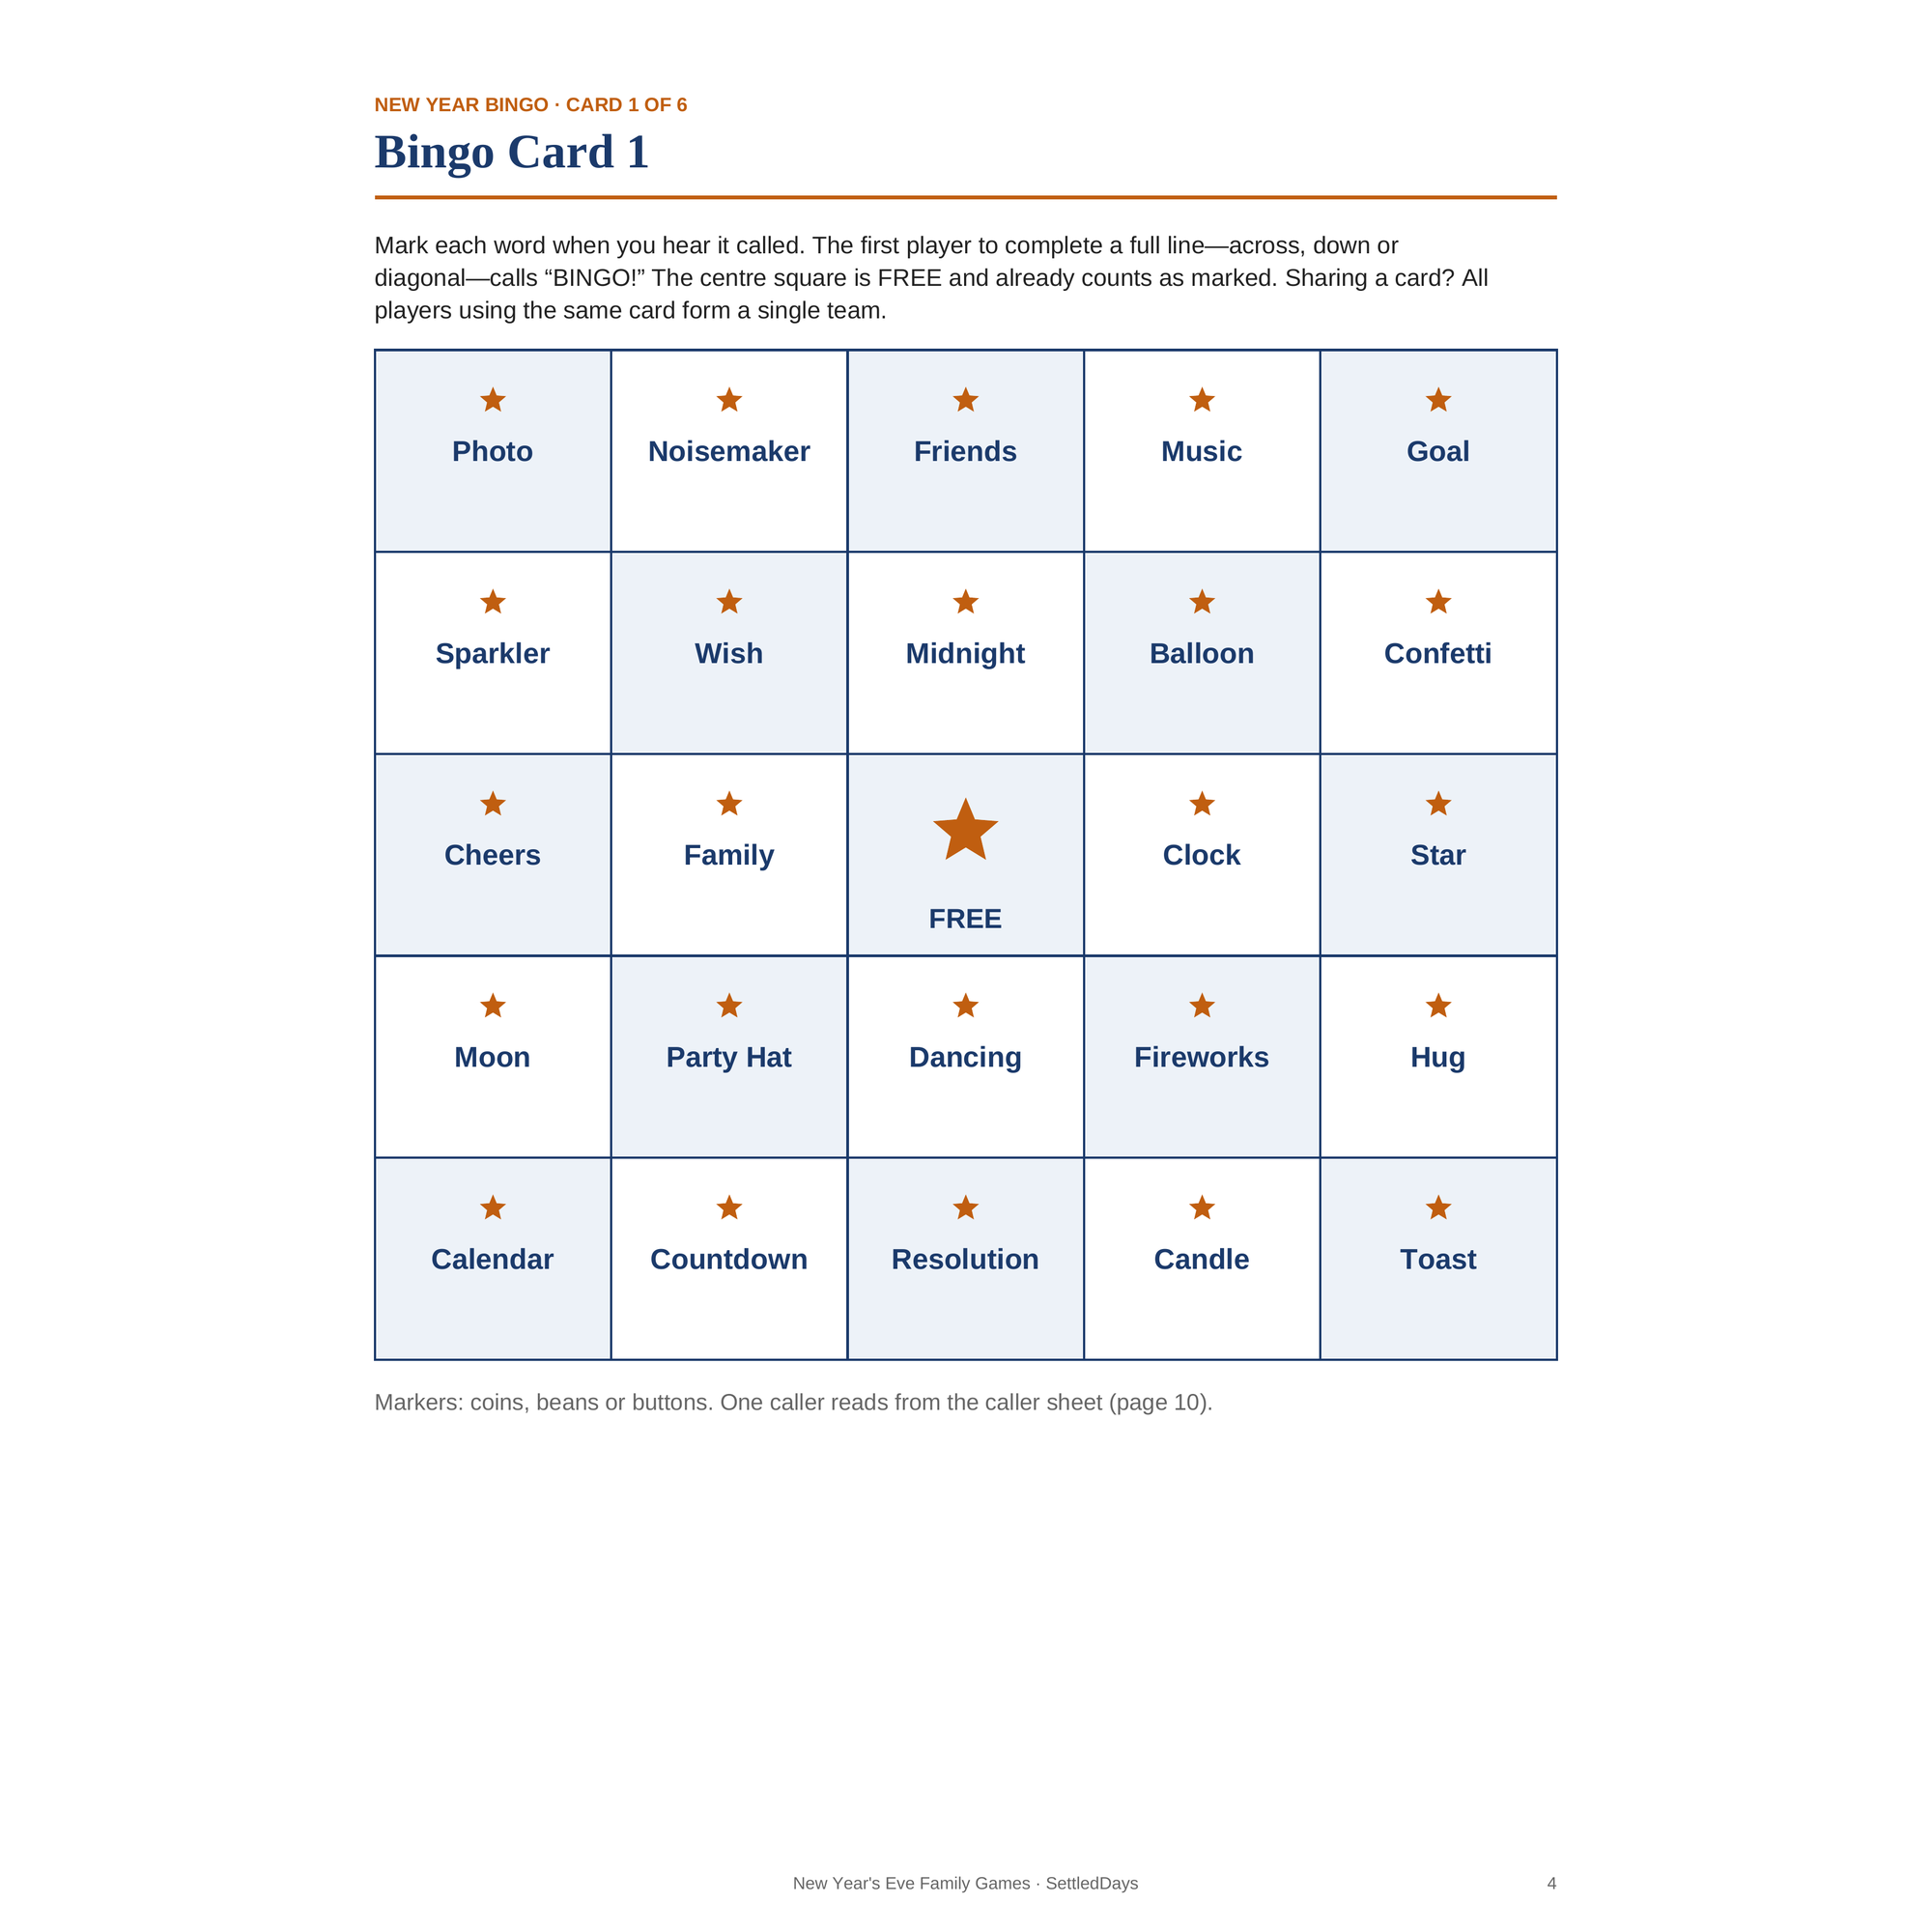 NEW YEAR BINGO · CARD 1 OF 6
Bingo Card 1
Mark each word when you hear it called. The first player to complete a full line—across, down or
diagonal—calls “BINGO!” The centre square is FREE and already counts as marked. Sharing a card? All
players using the same card form a single team.
Photo
Noisemaker
Friends
Music
Goal
Sparkler
Wish
Midnight
Balloon
Confetti
Cheers
Family
FREE
Clock
Star
Moon
Party Hat
Dancing
Fireworks
Hug
Calendar
Countdown
Resolution
Candle
Toast
Markers: coins, beans or buttons. One caller reads from the caller sheet (page 10).
New Year's Eve Family Games · SettledDays
4